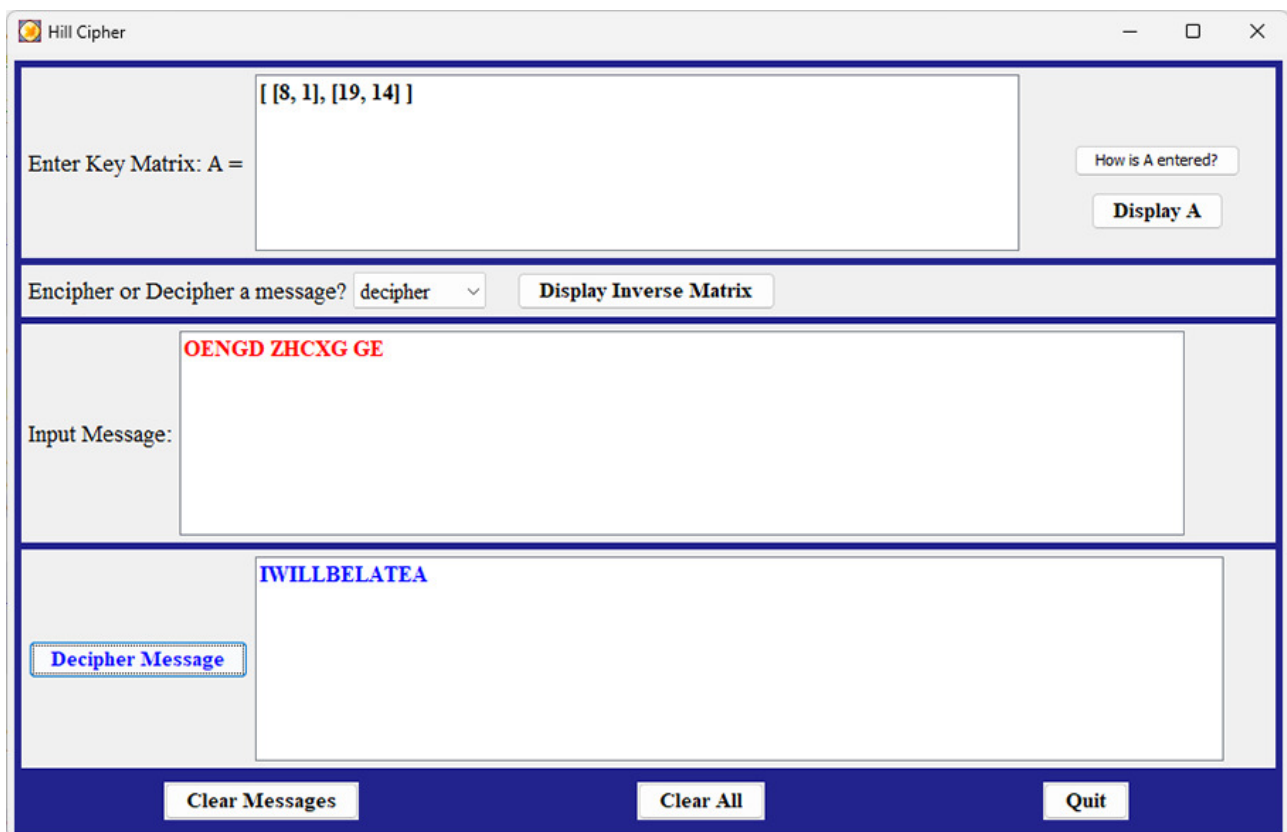 Hill Cipher
[ [8, 1], [19, 14] ]
Enter Key Matrix: A =
How is A entered?
Display A
Encipher or Decipher a message? decipher Display Inverse Matrix
OENGD ZHCXG GE
Input Message:
IWILLBELATEA
Decipher Message
Clear Messages Clear All Quit